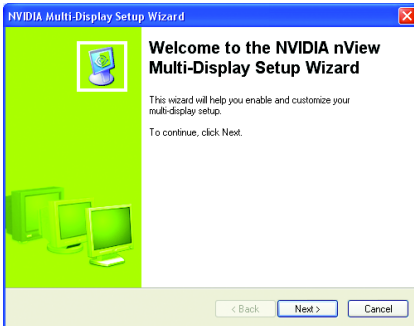 NVIDIA Multi-Display Setup Wizard
Welcome to the NVIDIA nView
Multi-Display Setup Wizard
This wizard will help you enable and customize your
multi-display setup.
To continue, click Next.
< Back
Next >
Cancel